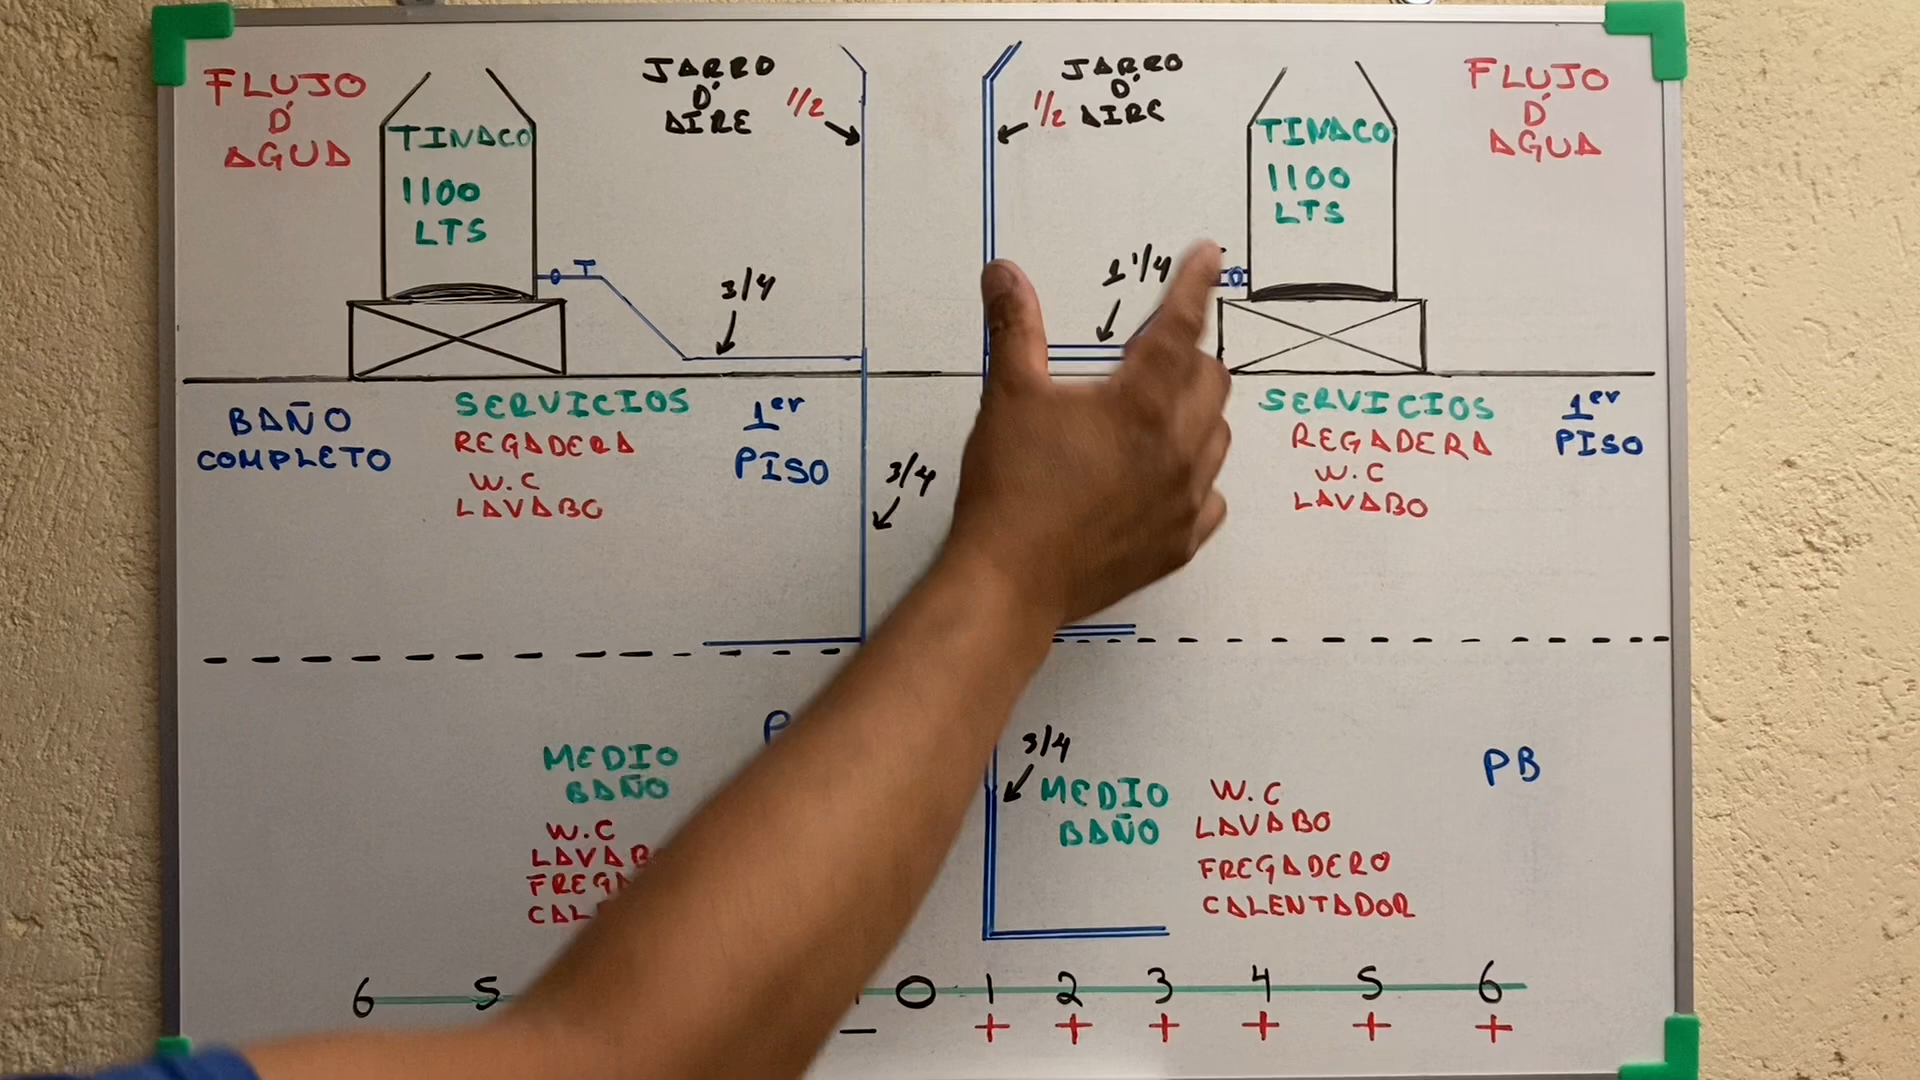 FLUJO
D'
AGUA
TINACO
1100
LTS
JARRO
D'
AIRE
1/2
3/4
BAÑO
COMPLETO
SERVICIOS
REGADERA
W.C
LAVABO
1er
PISO
3/4
MEDIO
BAÑO
W.C
JARRO
D'
1/2 AIRE
1 1/4
TINACO
1100
LTS
FLUJO
D'
AGUA
SERVICIOS
REGADERA
W.C
LAVABO
1er
PISO
3/4
MEDIO
BAÑO
W.C
LAVABO
FREGADERO
CALENTADOR
PB
6 5 0 1 2 3 4 5 6
- + + + + + +